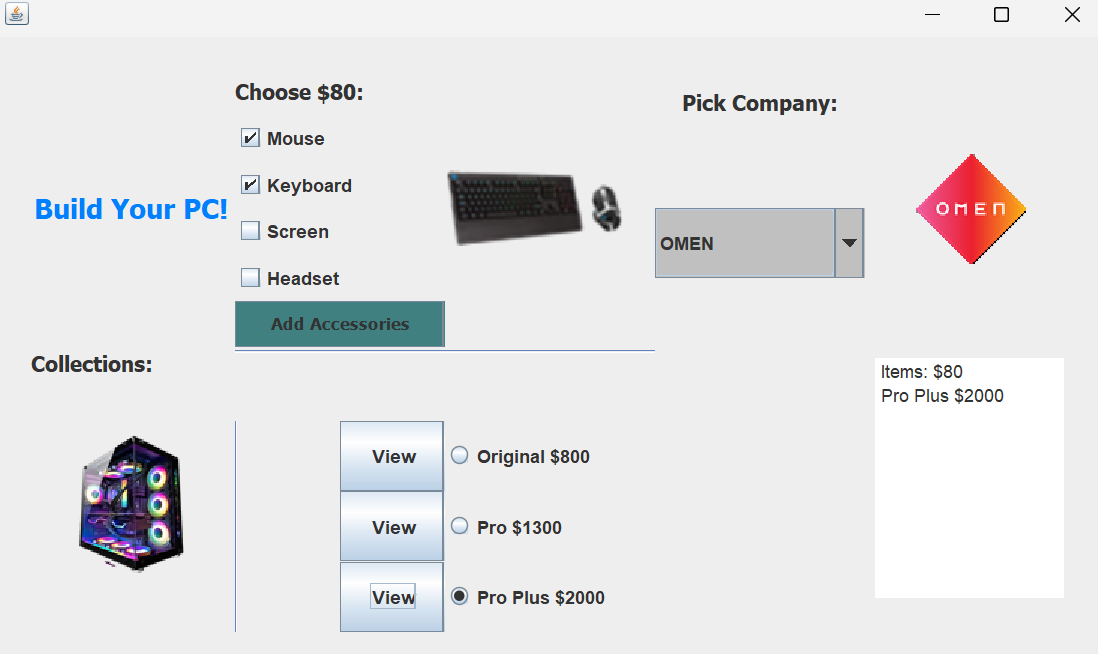 Choose $80:
Pick Company:
Mouse
Keyboard
Build Your PC!
Screen
Headset
OMEN
OMEN
Add Accessories
Collections:
Items: $80
Pro Plus $2000
View
Original $800
View
Pro $1300
View
Pro Plus $2000